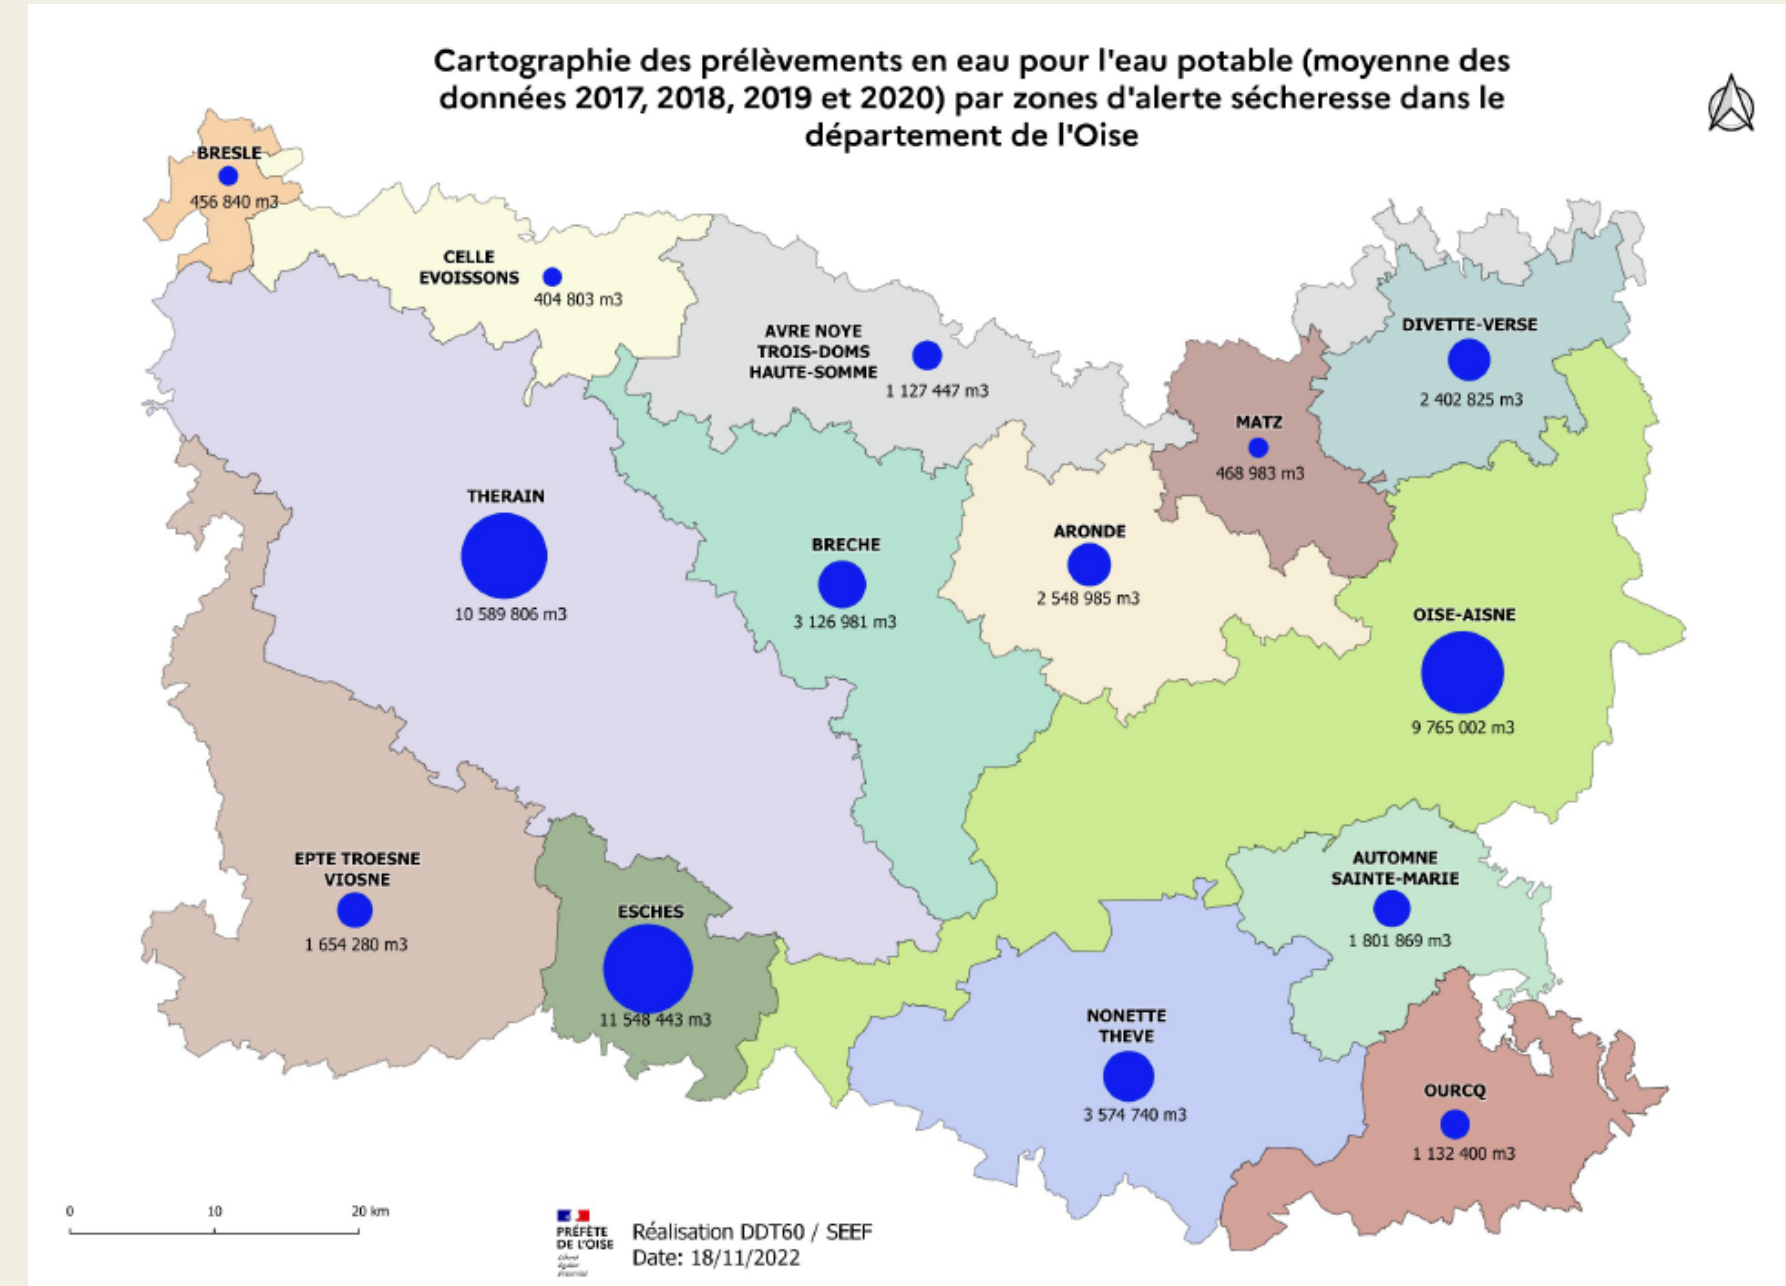 Cartographie des prélèvements en eau pour l'eau potable (moyenne des
données 2017, 2018, 2019 et 2020) par zones d'alerte sécheresse dans le
département de l'Oise
BRESLE
456 840 m3
CELLE
EVOISSONS
404 803 m3
AVRE NOYE
TROIS-DOMS
HAUTE-SOMME
1 127 447 m3
DIVETTE-VERSE
2 402 825 m3
MATZ
468 983 m3
THERAIN
10 589 806 m3
BRECHE
3 126 981 m3
ARONDE
2 548 985 m3
OISE-AISNE
9 765 002 m3
EPTE TROESNE
VIOSNE
1 654 280 m3
ESCHES
11 548 443 m3
AUTOMNE
SAINTE-MARIE
1 801 869 m3
NONETTE
THEVE
3 574 740 m3
OURCQ
1 132 400 m3
0 10 20 km
PRÉFÈTE
DE L'OISE
Réalisation DDT60 / SEEF
Date: 18/11/2022